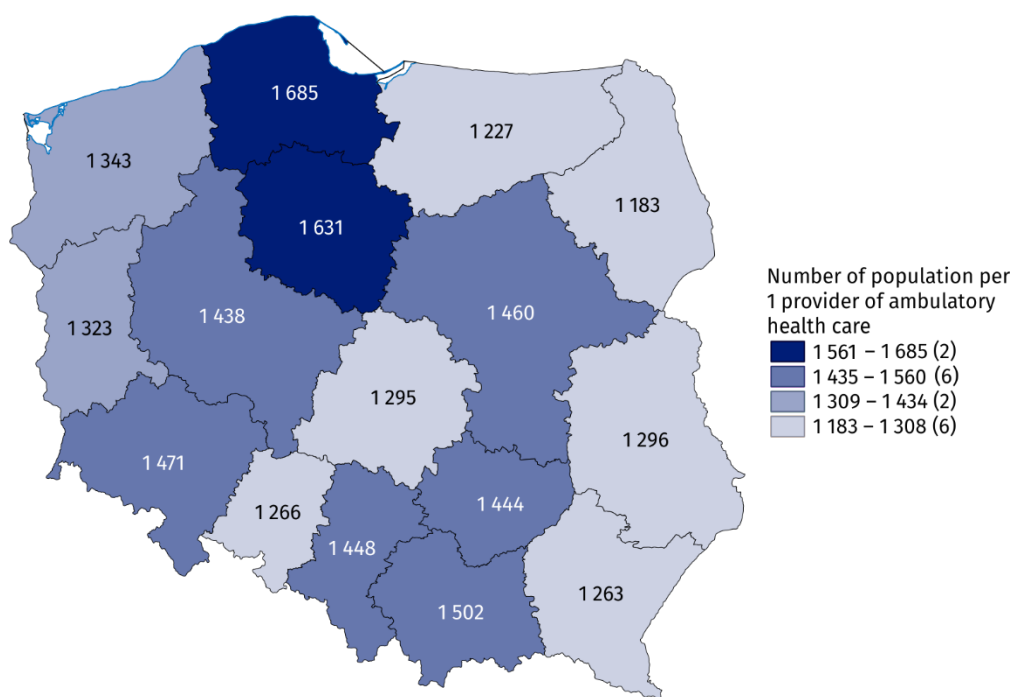 1 685
1 227
1 343
1 183
1 631
1 438
1 460
1 323
1 295
1 296
1 471
1 266
1 444
1 448
1 263
1 502
Number of population per
1 provider of ambulatory
health care
1 561 – 1 685 (2)
1 435 – 1 560 (6)
1 309 – 1 434 (2)
1 183 – 1 308 (6)